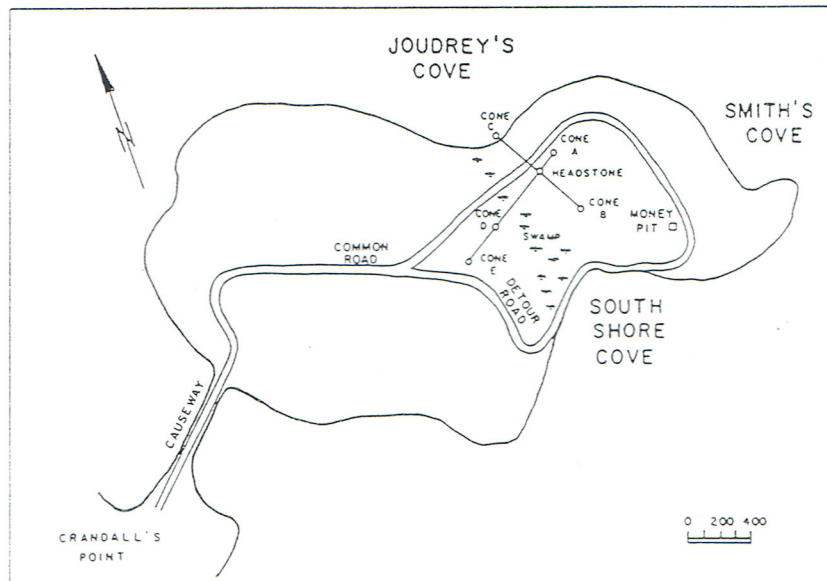 JOUDREY'S
COVE
SMITH'S
COVE
N
CONE
C
CONE
A
HEADSTONE
CONE
B
MONEY
PIT
CONE
D
SWAMP
COMMON
ROAD
CONE
E
DETOUR
ROAD
SOUTH
SHORE
COVE
CAUSEWAY
CRANDALL'S
POINT
0 200 400